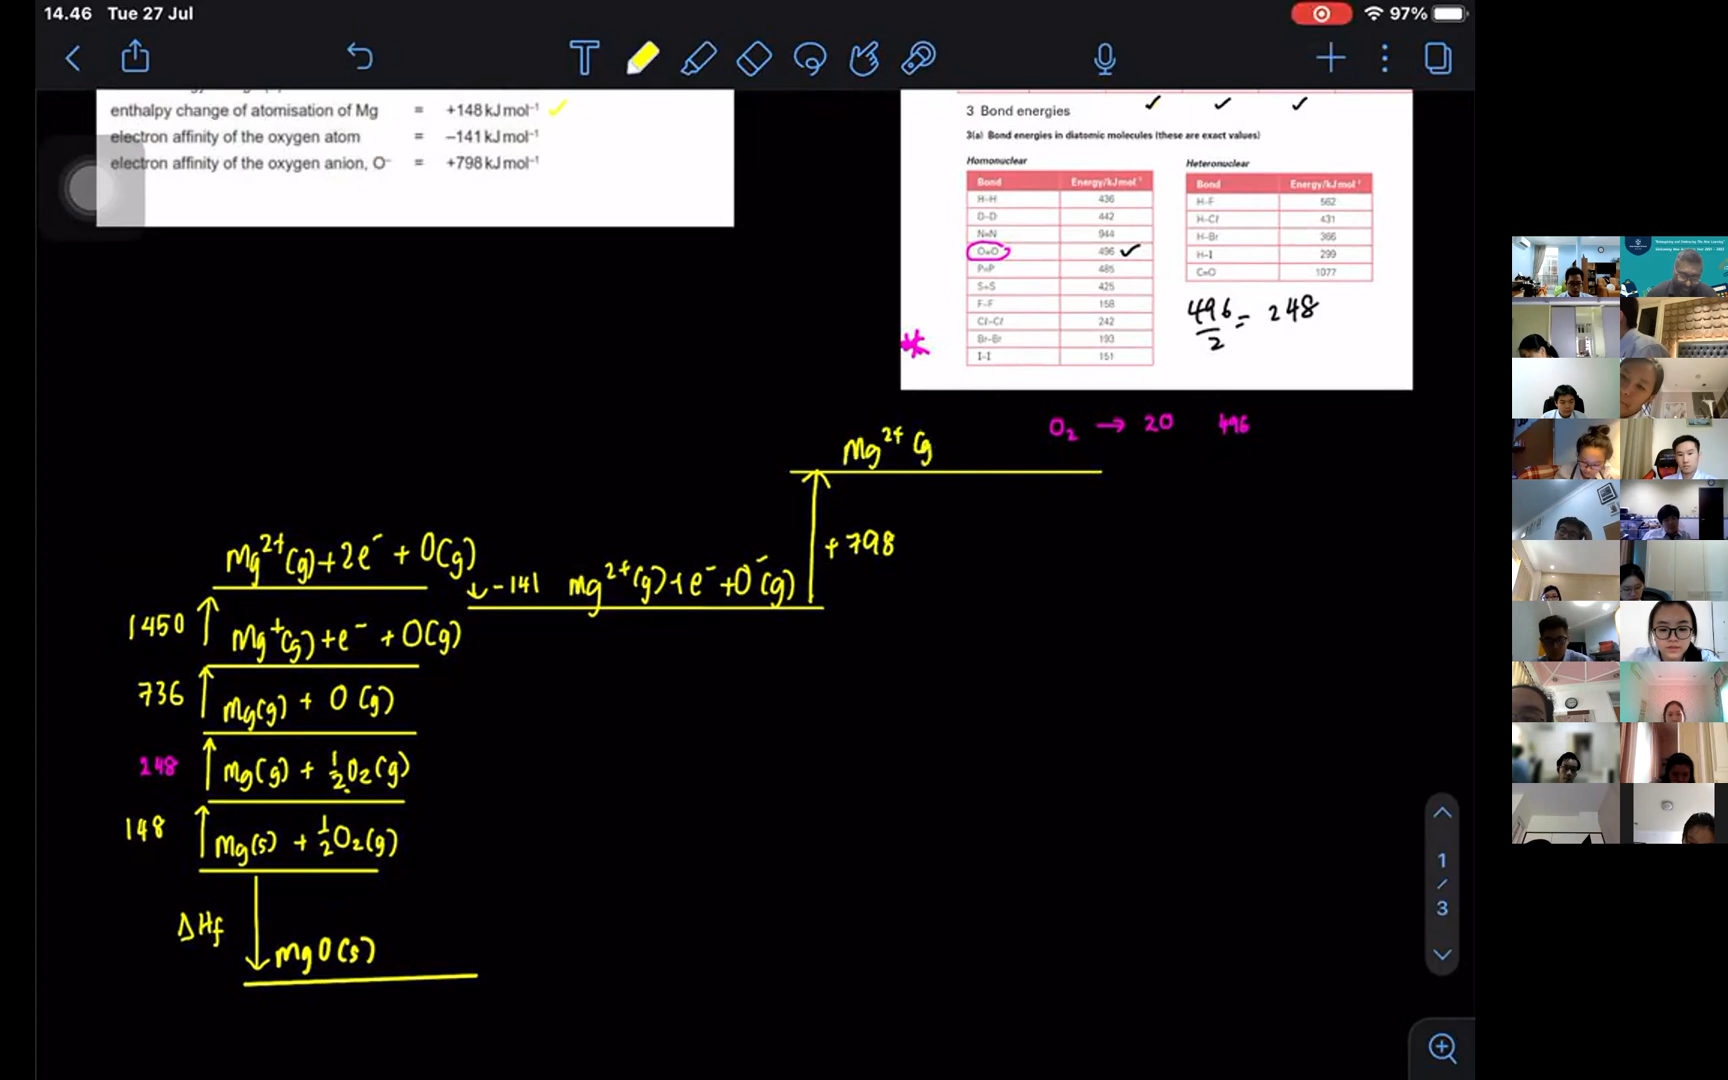 14.46 Tue 27 Jul
97%
enthalpy change of atomisation of Mg = +148 kJ mol⁻¹ ✓
electron affinity of the oxygen atom = –141 kJ mol⁻¹
electron affinity of the oxygen anion, O⁻ = +798 kJ mol⁻¹
3 Bond energies
3(a) Bond energies in diatomic molecules (these are exact values)
Homonuclear
Bond Energy/kJ mol⁻¹
H–H 436
D–D 442
N≡N 944
O=O 496 ✓
P≡P 485
S=S 425
F–F 158
Cl–Cl 242
Br–Br 193
I–I 151
Heteronuclear
Bond Energy/kJ mol⁻¹
H–F 562
H–Cl 431
H–Br 366
H–I 299
C≡O 1077
496/2 = 248
O₂ → 2O 496
Mg²⁺ (g
+798
Mg²⁺(g) + 2e⁻ + O(g)
↓ -141 Mg²⁺(g) + e⁻ + O⁻(g)
1450 ↑ Mg⁺(g) + e⁻ + O(g)
736 ↑ Mg(g) + O(g)
248 ↑ Mg(g) + ½O₂(g)
148 ↑ Mg(s) + ½O₂(g)
ΔHf
MgO(s)
1
/
3